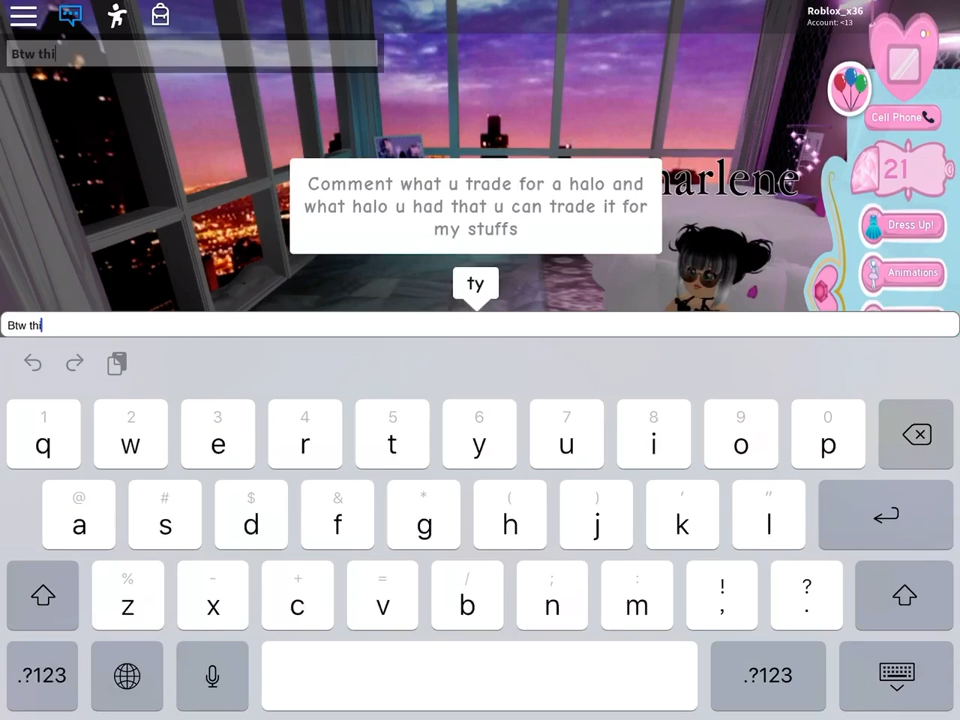 Roblox_x36
Account: <13
Btw thi
Cell Phone
21
Comment what u trade for a halo and
what halo u had that u can trade it for
my stuffs
harlene
Dress Up!
ty
Animations
Btw thi
1 2 3 4 5 6 7 8 9 0
q w e r t y u i o p
@ # $ & * ( ) ' "
a s d f g h j k l
% - + = / ; : ! ?
z x c v b n m , .
.?123 .?123